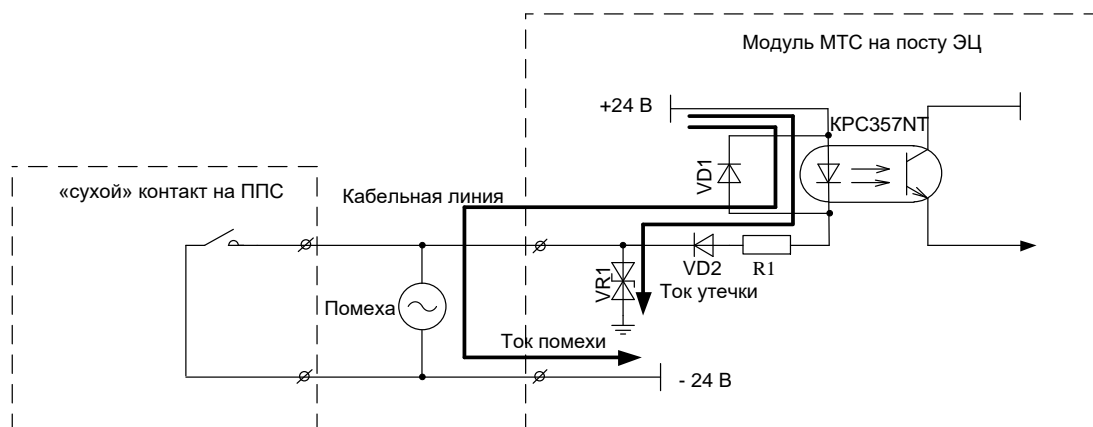 Модуль МТС на посту ЭЦ
+24 В
КРС357NT
VD1
«сухой» контакт на ППС
Кабельная линия
VD2
R1
VR1
Ток утечки
Помеха
Ток помехи
- 24 В